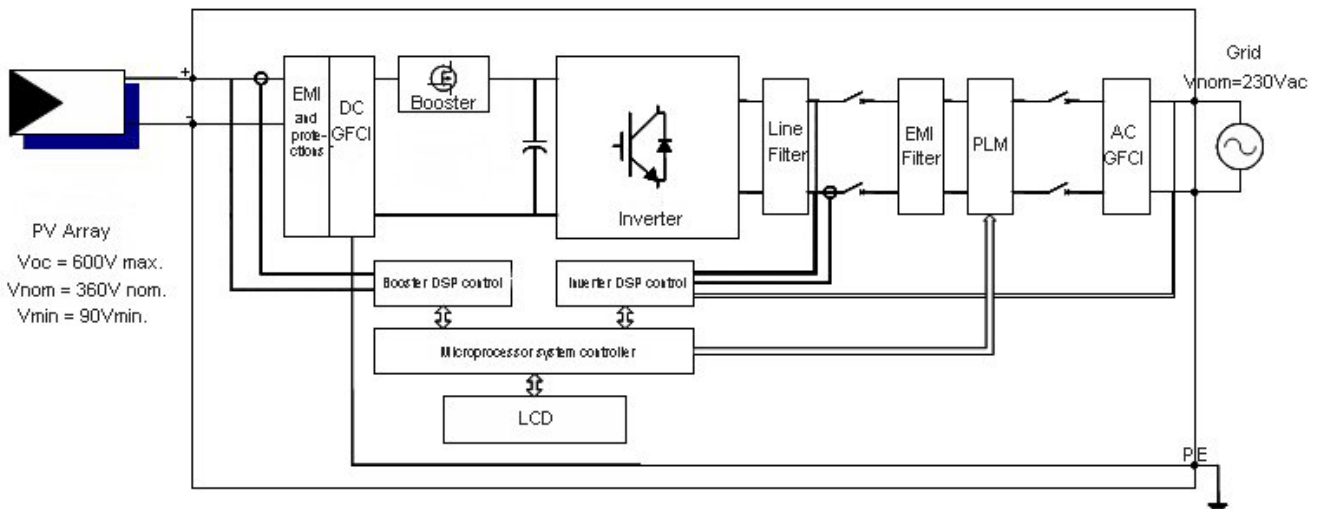 Grid
Vnom=230Vac
+
-
EMI
and
prote-
ctions
DC
GFCI
Booster
Inverter
Line
Filter
EMI
Filter
PLM
AC
GFCI
PV Array
Voc = 600V max.
Vnom = 360V nom.
Vmin = 90Vmin.
Booster DSP control
Inverter DSP control
Microprocessor system controller
LCD
PE